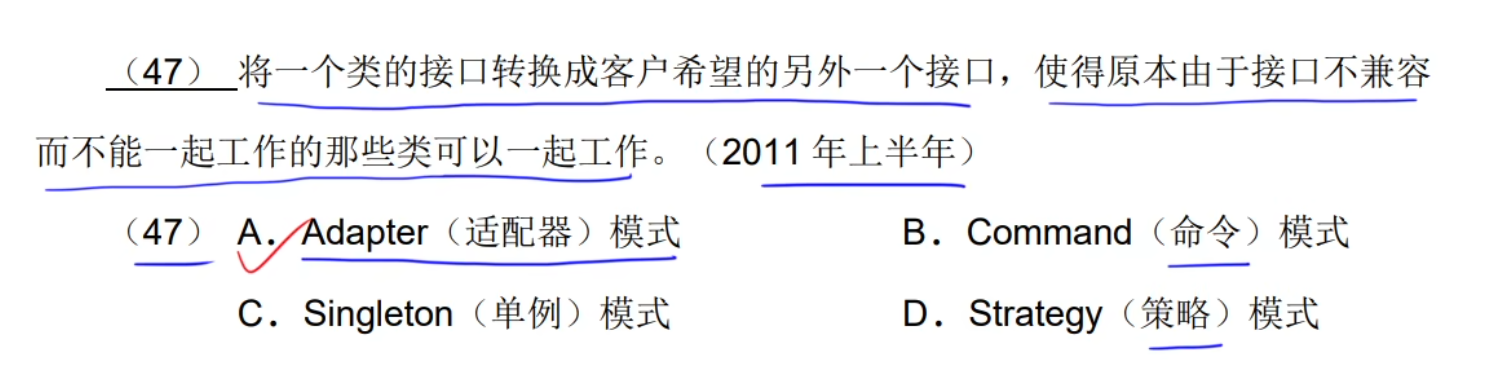 （47） 将一个类的接口转换成客户希望的另外一个接口，使得原本由于接口不兼容
而不能一起工作的那些类可以一起工作。（2011 年上半年）
（47） A．Adapter（适配器）模式 B．Command（命令）模式
C．Singleton（单例）模式 D．Strategy（策略）模式